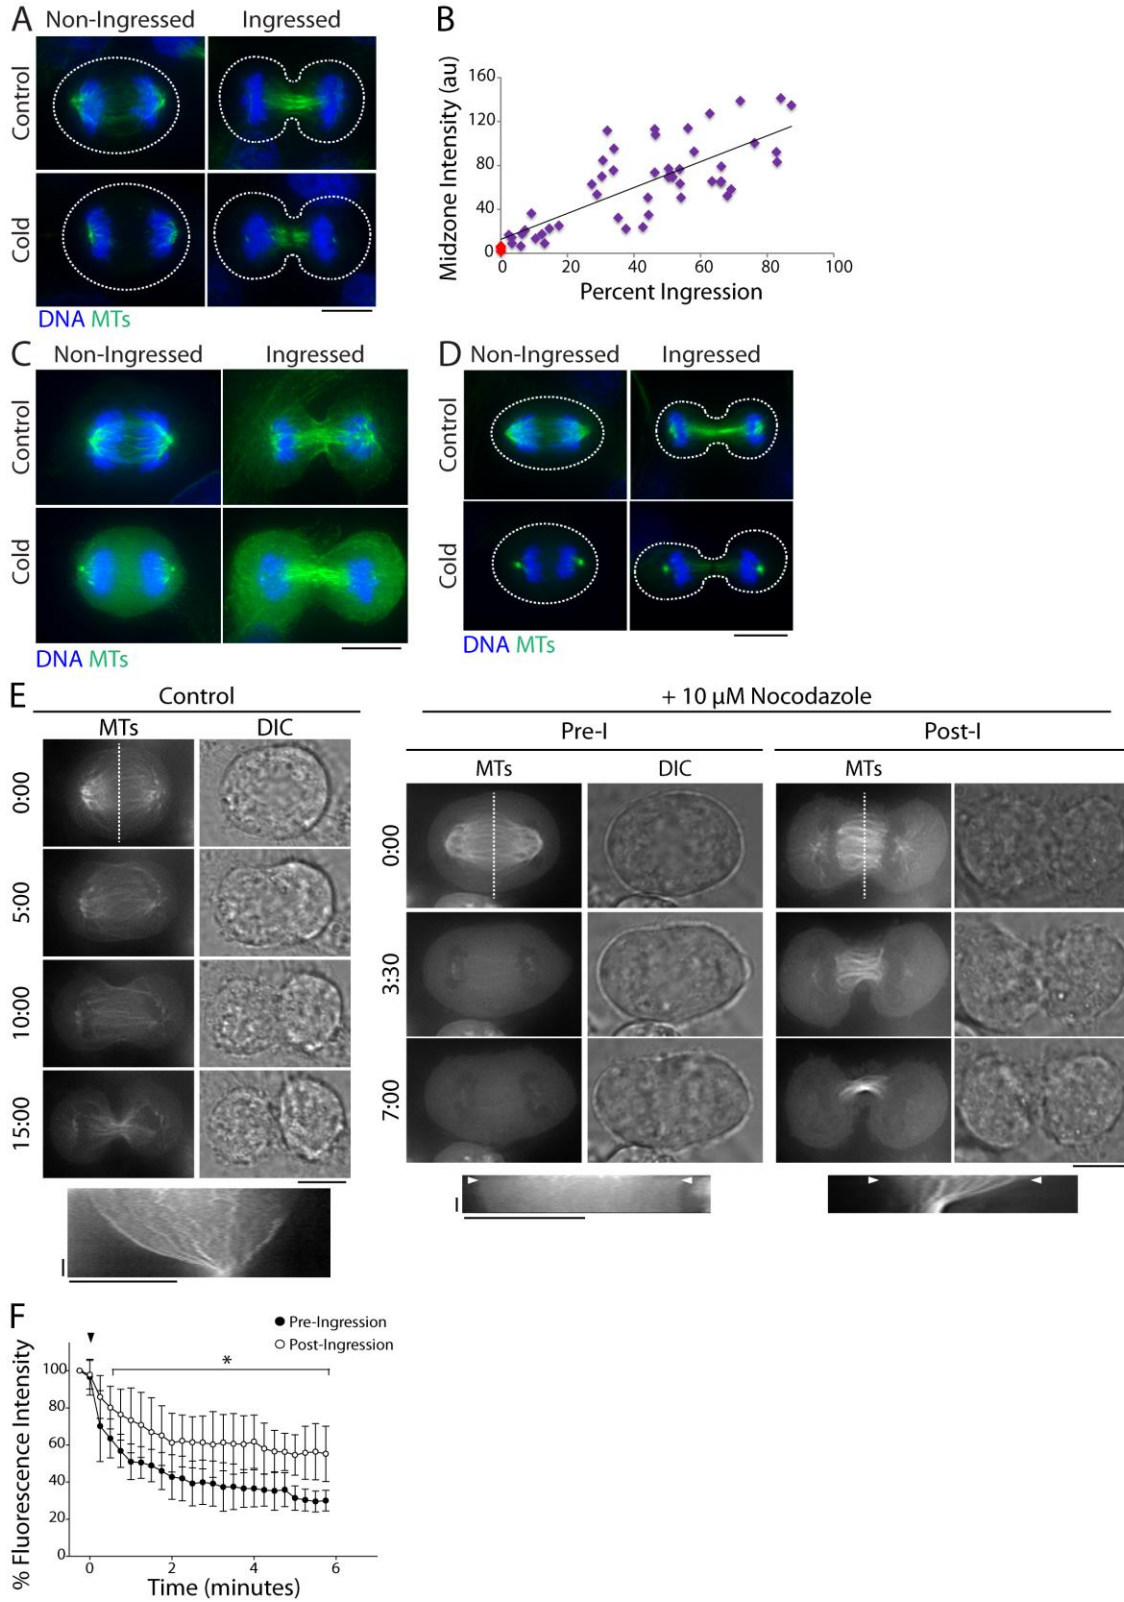 A
Non-Ingressed Ingressed
Control
Cold
DNA MTs
B
Midzone Intensity (au)
160
120
80
40
0
0 20 40 60 80 100
Percent Ingression
C
Non-Ingressed Ingressed
Control
Cold
DNA MTs
D
Non-Ingressed Ingressed
Control
Cold
DNA MTs
E
Control
MTs DIC
0:00
5:00
10:00
15:00
+ 10 µM Nocodazole
Pre-I Post-I
MTs DIC MTs
0:00
3:30
7:00
F
Pre-Ingression
Post-Ingression
*
% Fluorescence Intensity
100
80
60
40
20
0
0 2 4 6
Time (minutes)